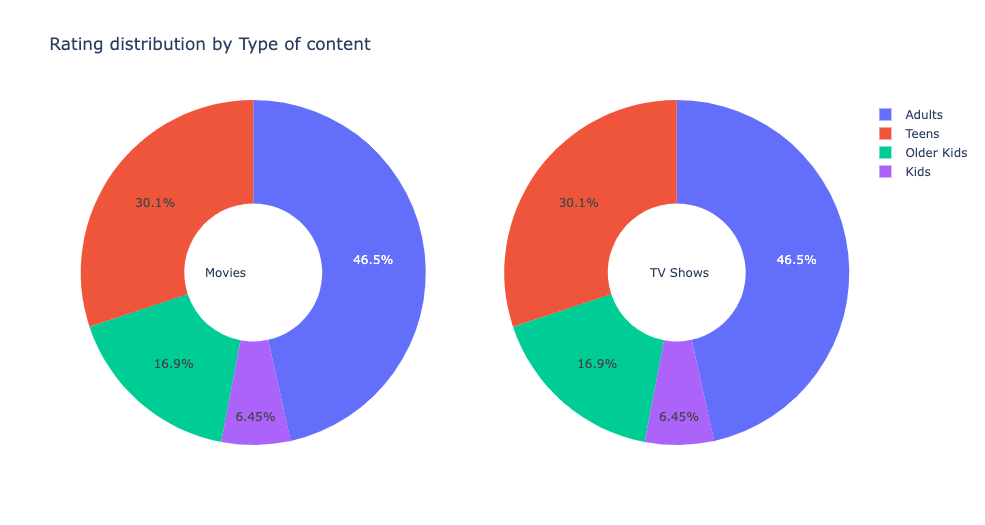 Rating distribution by Type of content
30.1%
46.5%
16.9%
6.45%
Movies
30.1%
46.5%
16.9%
6.45%
TV Shows
Adults
Teens
Older Kids
Kids